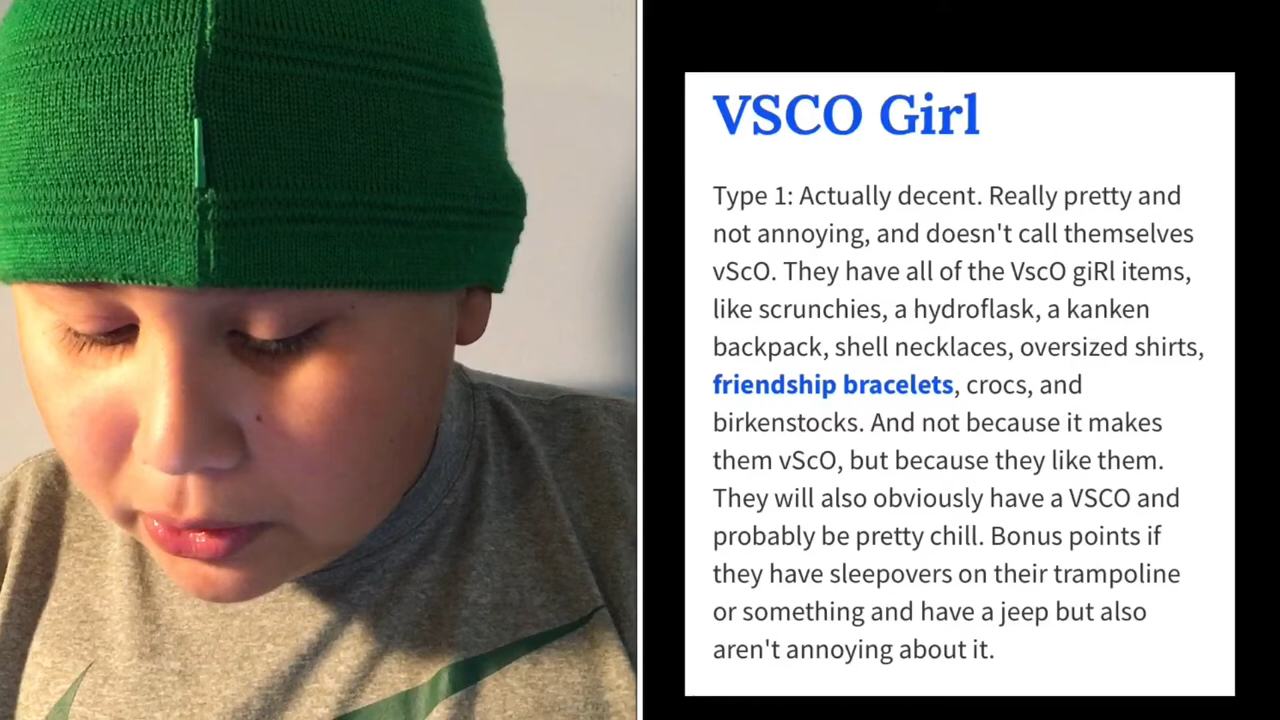 VSCO Girl
Type 1: Actually decent. Really pretty and
not annoying, and doesn't call themselves
vScO. They have all of the VscO giRl items,
like scrunchies, a hydroflask, a kanken
backpack, shell necklaces, oversized shirts,
friendship bracelets, crocs, and
birkenstocks. And not because it makes
them vScO, but because they like them.
They will also obviously have a VSCO and
probably be pretty chill. Bonus points if
they have sleepovers on their trampoline
or something and have a jeep but also
aren't annoying about it.